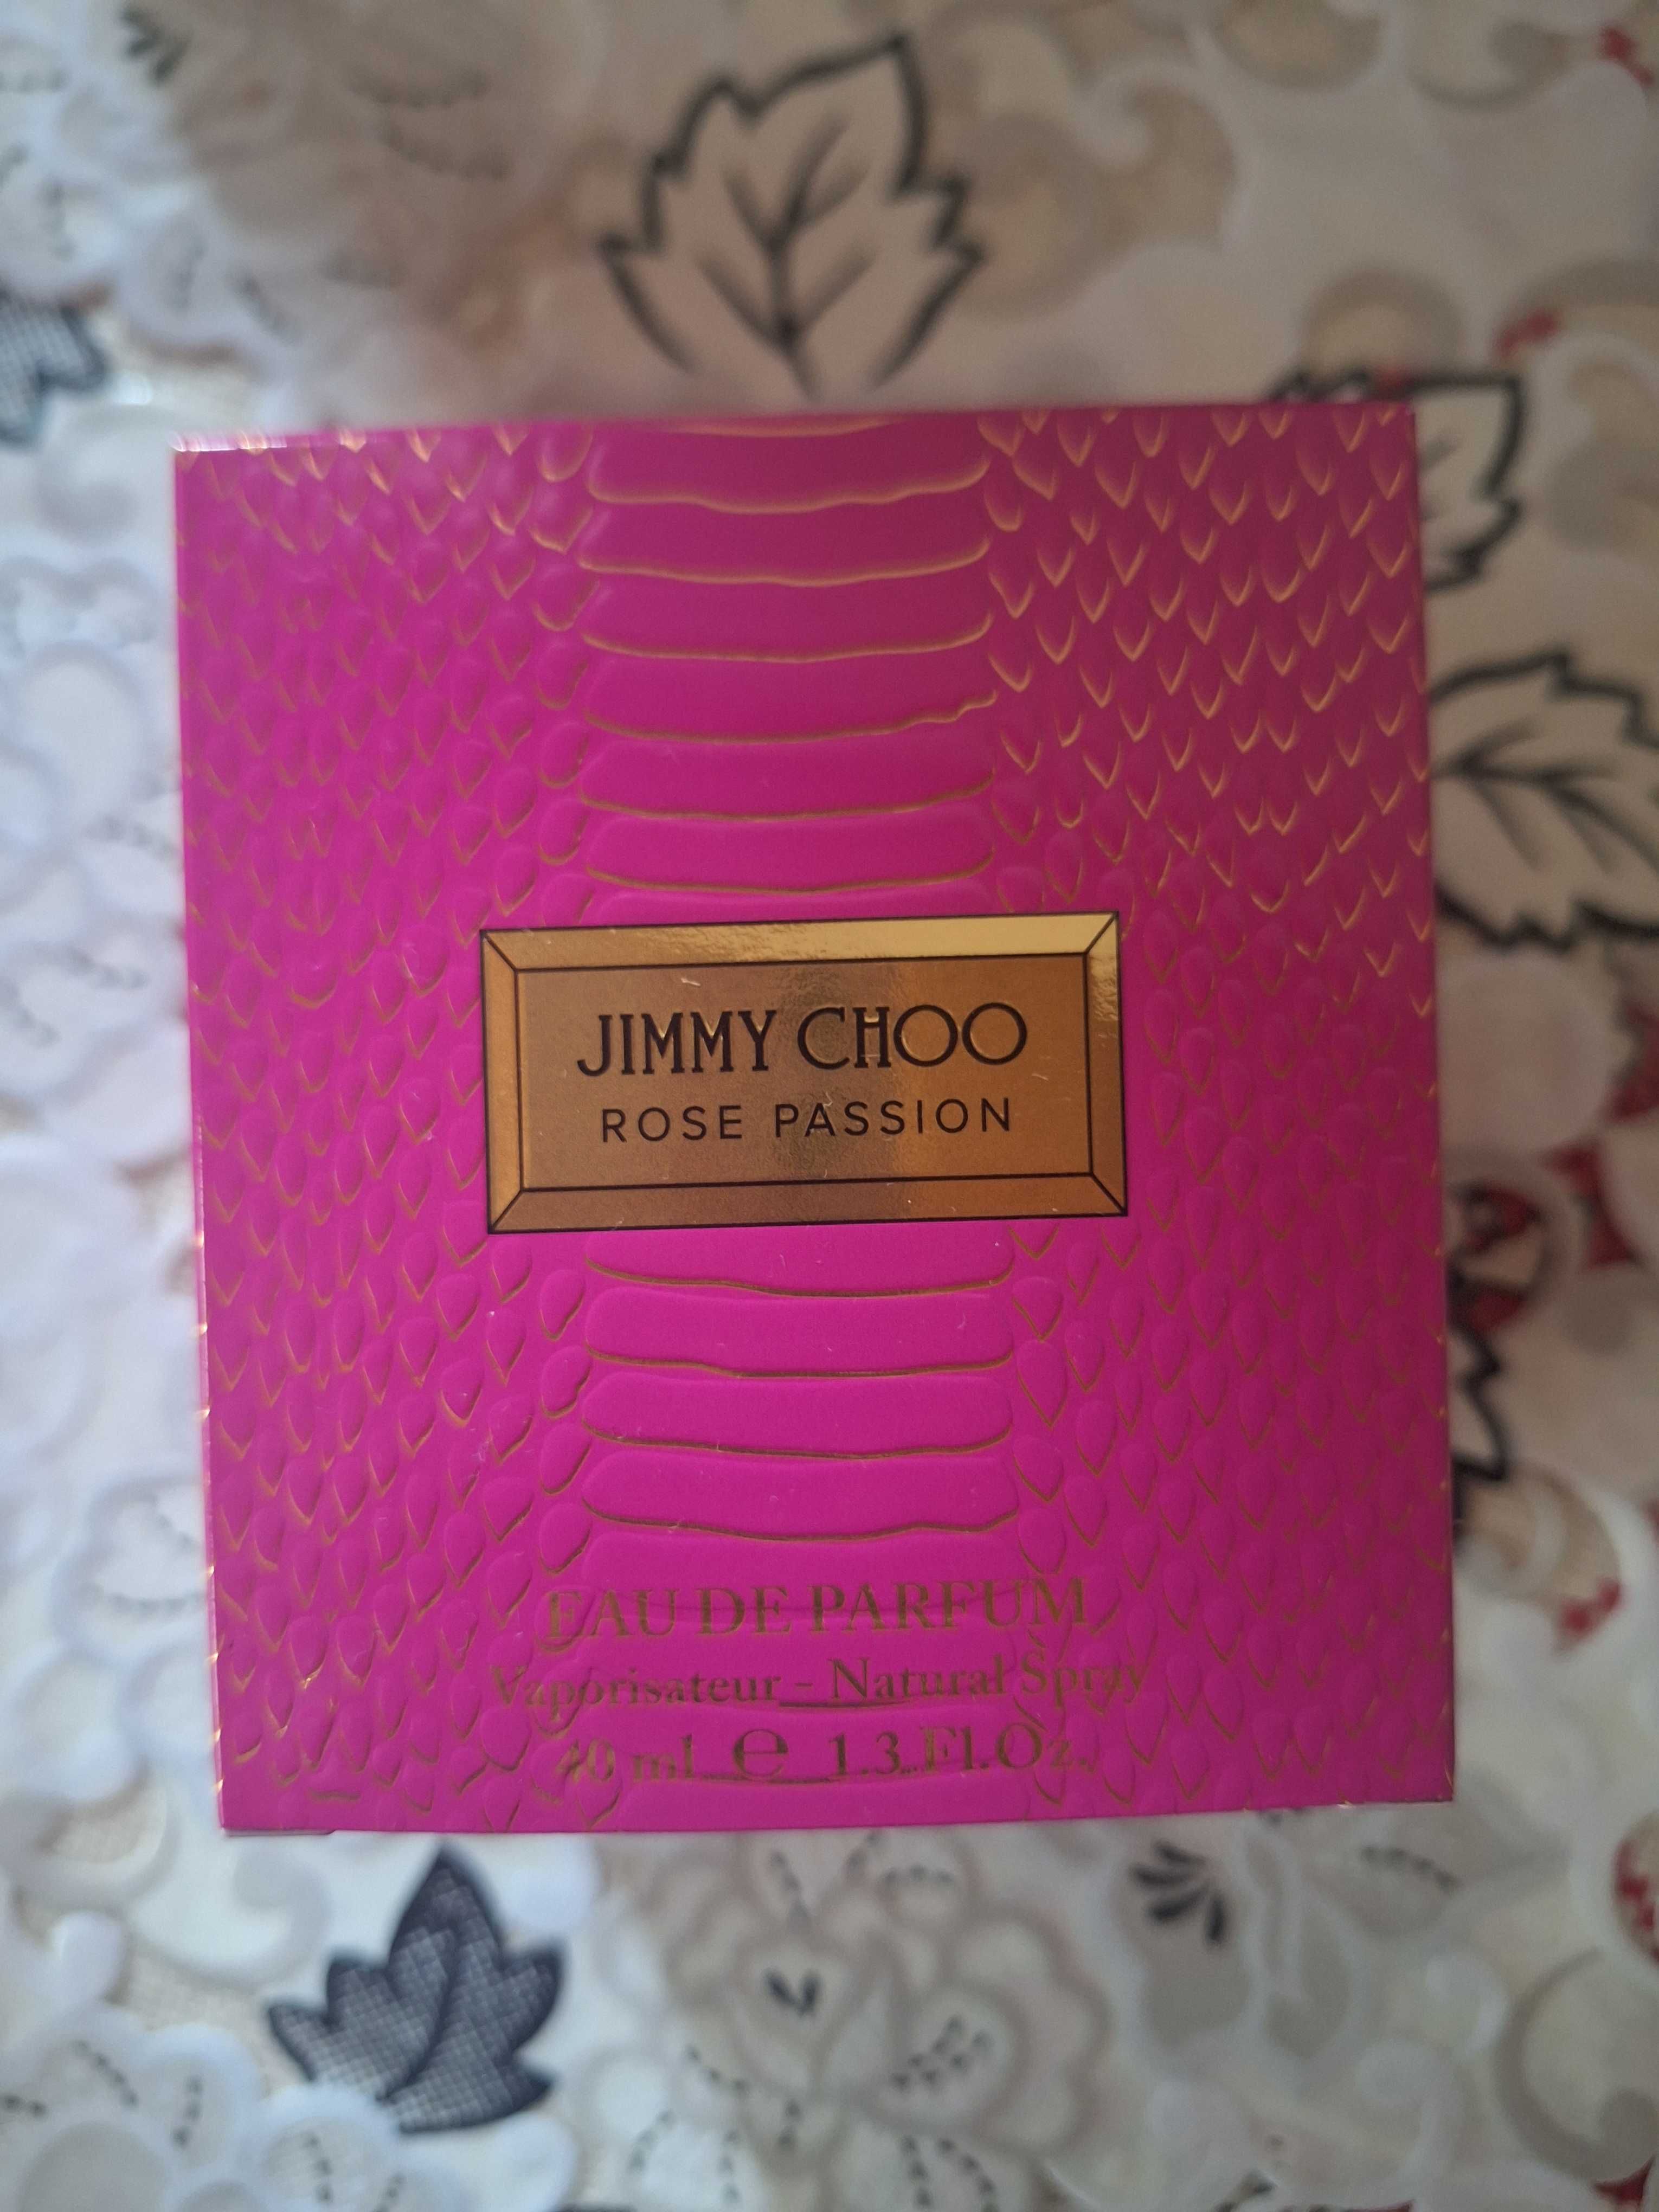 JIMMY CHOO
ROSE PASSION
EAU DE PARFUM
Vaporisateur - Natural Spray
40 ml e 1.3 Fl.Oz.